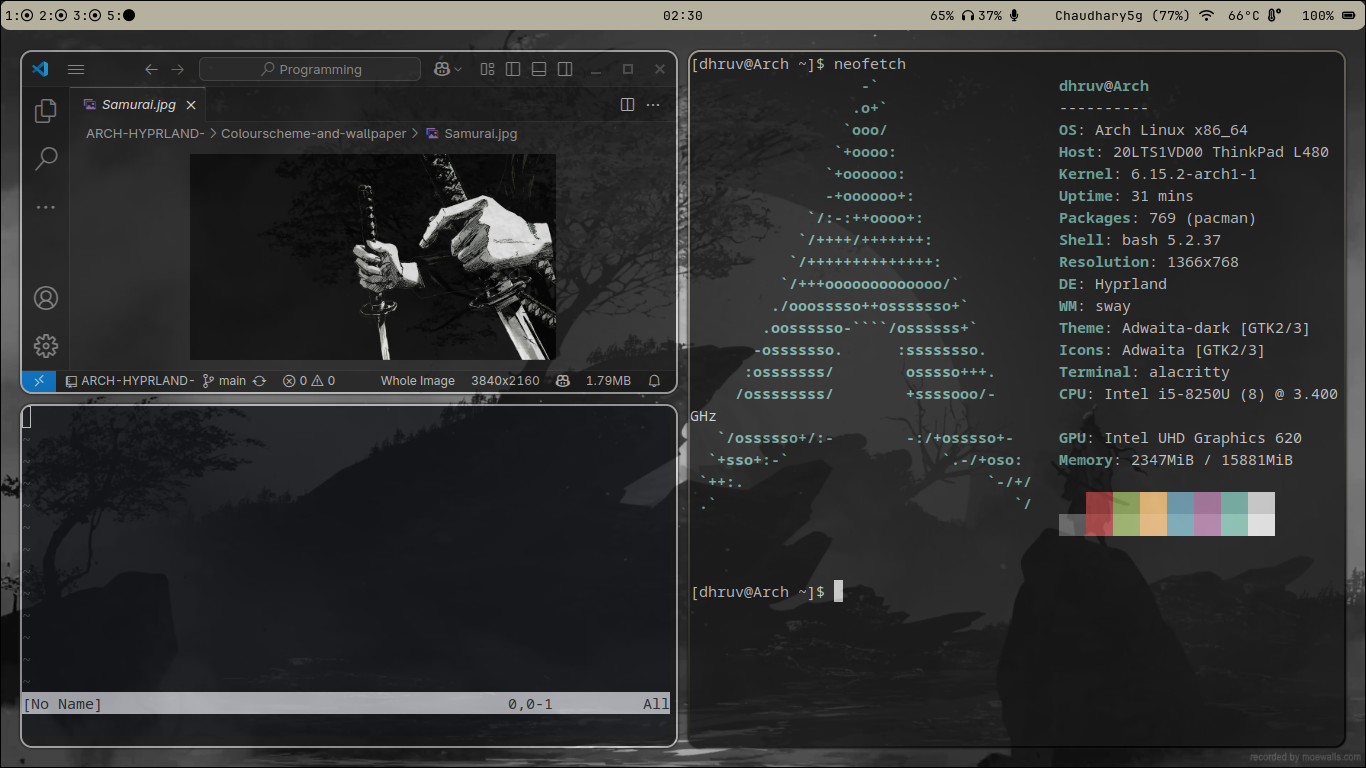 1: 2: 3: 5:
02:30
65% 37% Chaudhary5g (77%) 66°C 100%
Programming
Samurai.jpg
ARCH-HYPRLAND- > Colourscheme-and-wallpaper > Samurai.jpg
ARCH-HYPRLAND- main 0 0 Whole Image 3840x2160 1.79MB
~
~
~
~
~
~
~
~
~
~
~
~
[No Name] 0,0-1 All
[dhruv@Arch ~]$ neofetch
-` dhruv@Arch
.o+` ----------
`ooo/ OS: Arch Linux x86_64
`+oooo: Host: 20LTS1VD00 ThinkPad L480
`+oooooo: Kernel: 6.15.2-arch1-1
-+oooooo+: Uptime: 31 mins
`/:-:++oooo+: Packages: 769 (pacman)
`/++++/+++++++: Shell: bash 5.2.37
`/++++++++++++++: Resolution: 1366x768
`/+++ooooooooooooo/` DE: Hyprland
./ooosssso++osssssso+` WM: sway
.oossssso-````/ossssss+` Theme: Adwaita-dark [GTK2/3]
-osssssso. :ssssssso. Icons: Adwaita [GTK2/3]
:osssssss/ osssso+++. Terminal: alacritty
/ossssssss/ +ssssooo/- CPU: Intel i5-8250U (8) @ 3.400
GHz
`/ossssso+/:- -:/+osssso+- GPU: Intel UHD Graphics 620
`+sso+:-` `.-/+oso: Memory: 2347MiB / 15881MiB
`++:. `-/+/
.` `/
[dhruv@Arch ~]$
recorded by moewalls.com